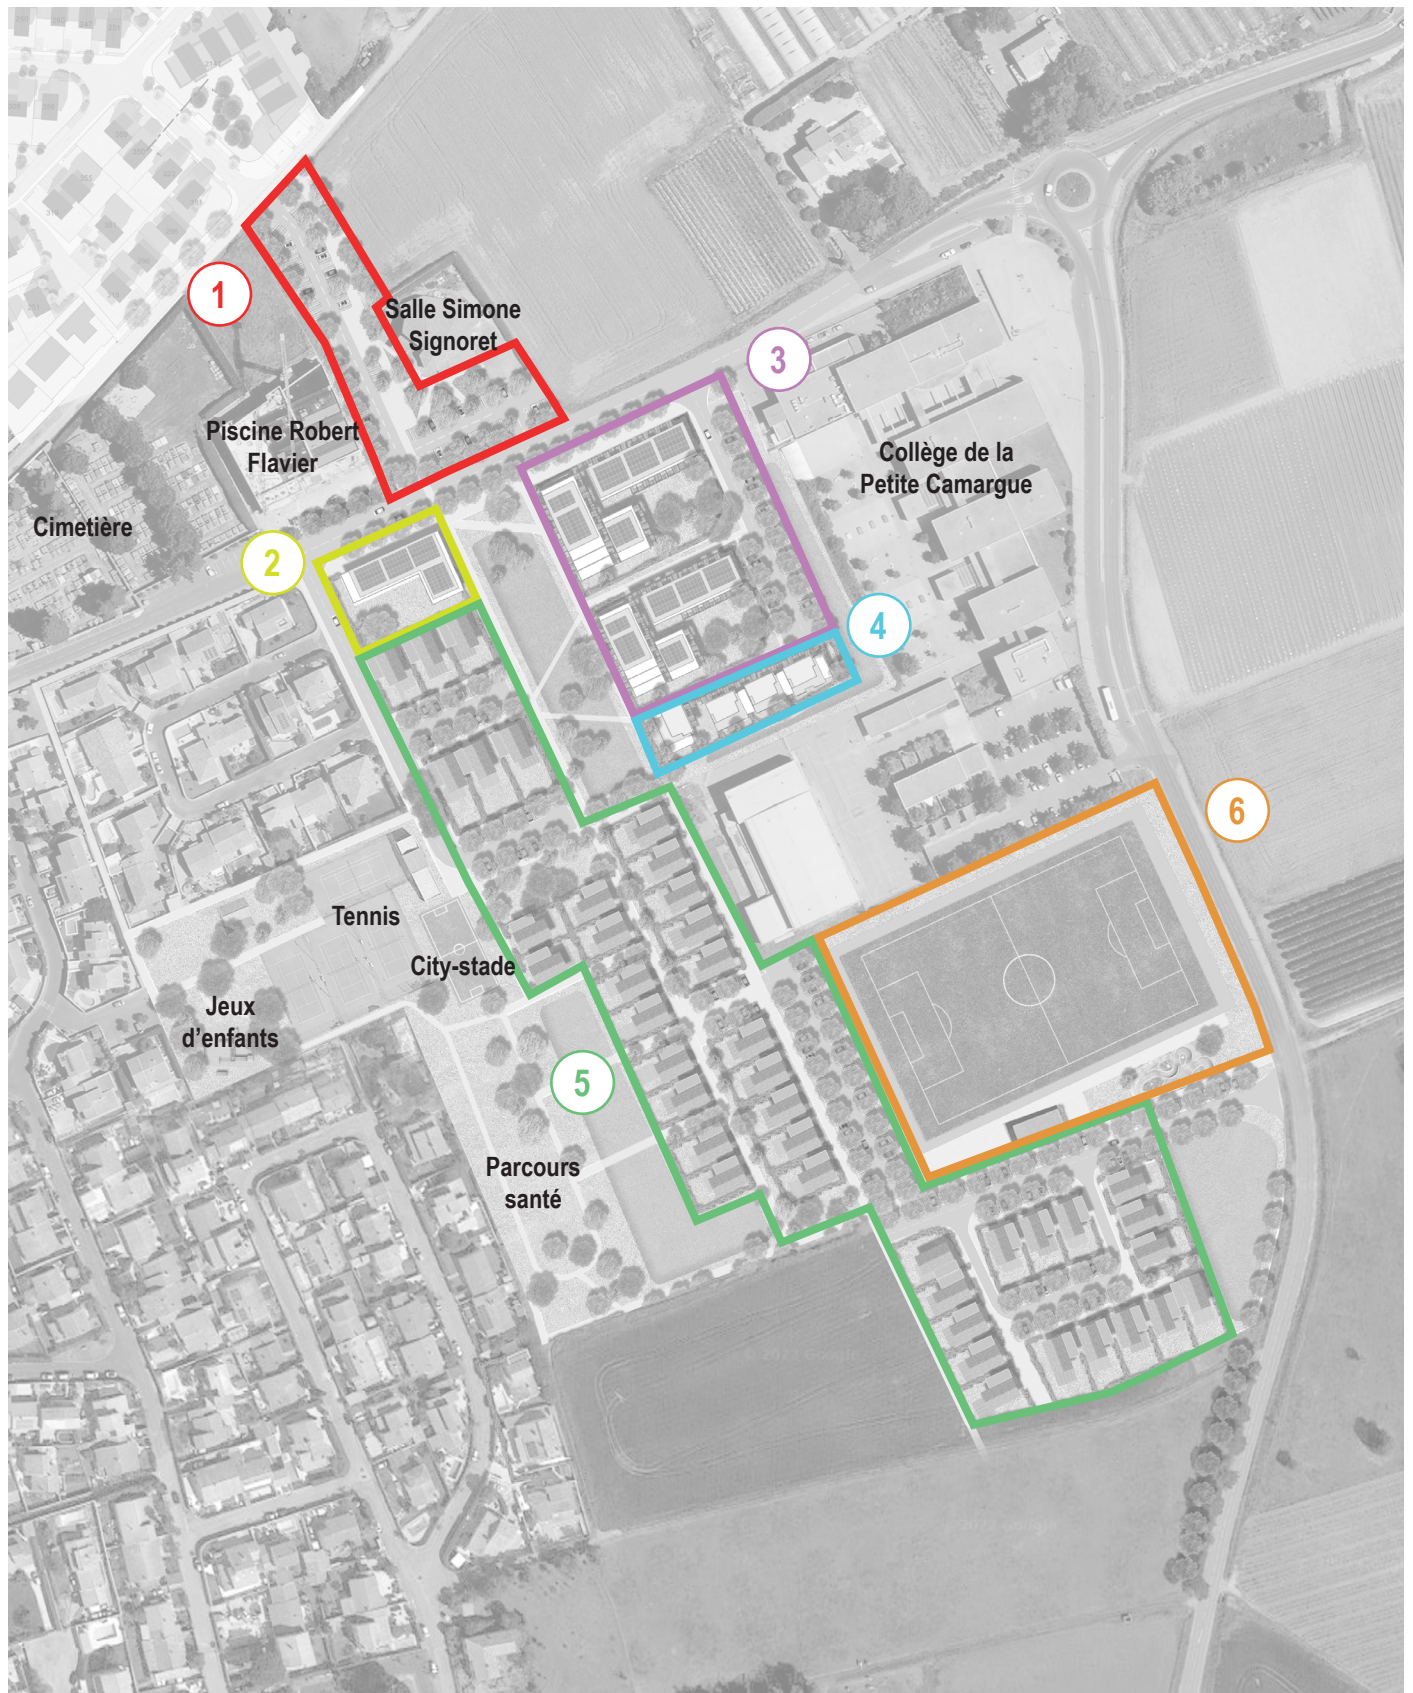 1
Salle Simone
Signoret
3
Piscine Robert
Flavier
Collège de la
Petite Camargue
Cimetière
2
4
6
Tennis
City-stade
Jeux
d'enfants
5
Parcours
santé